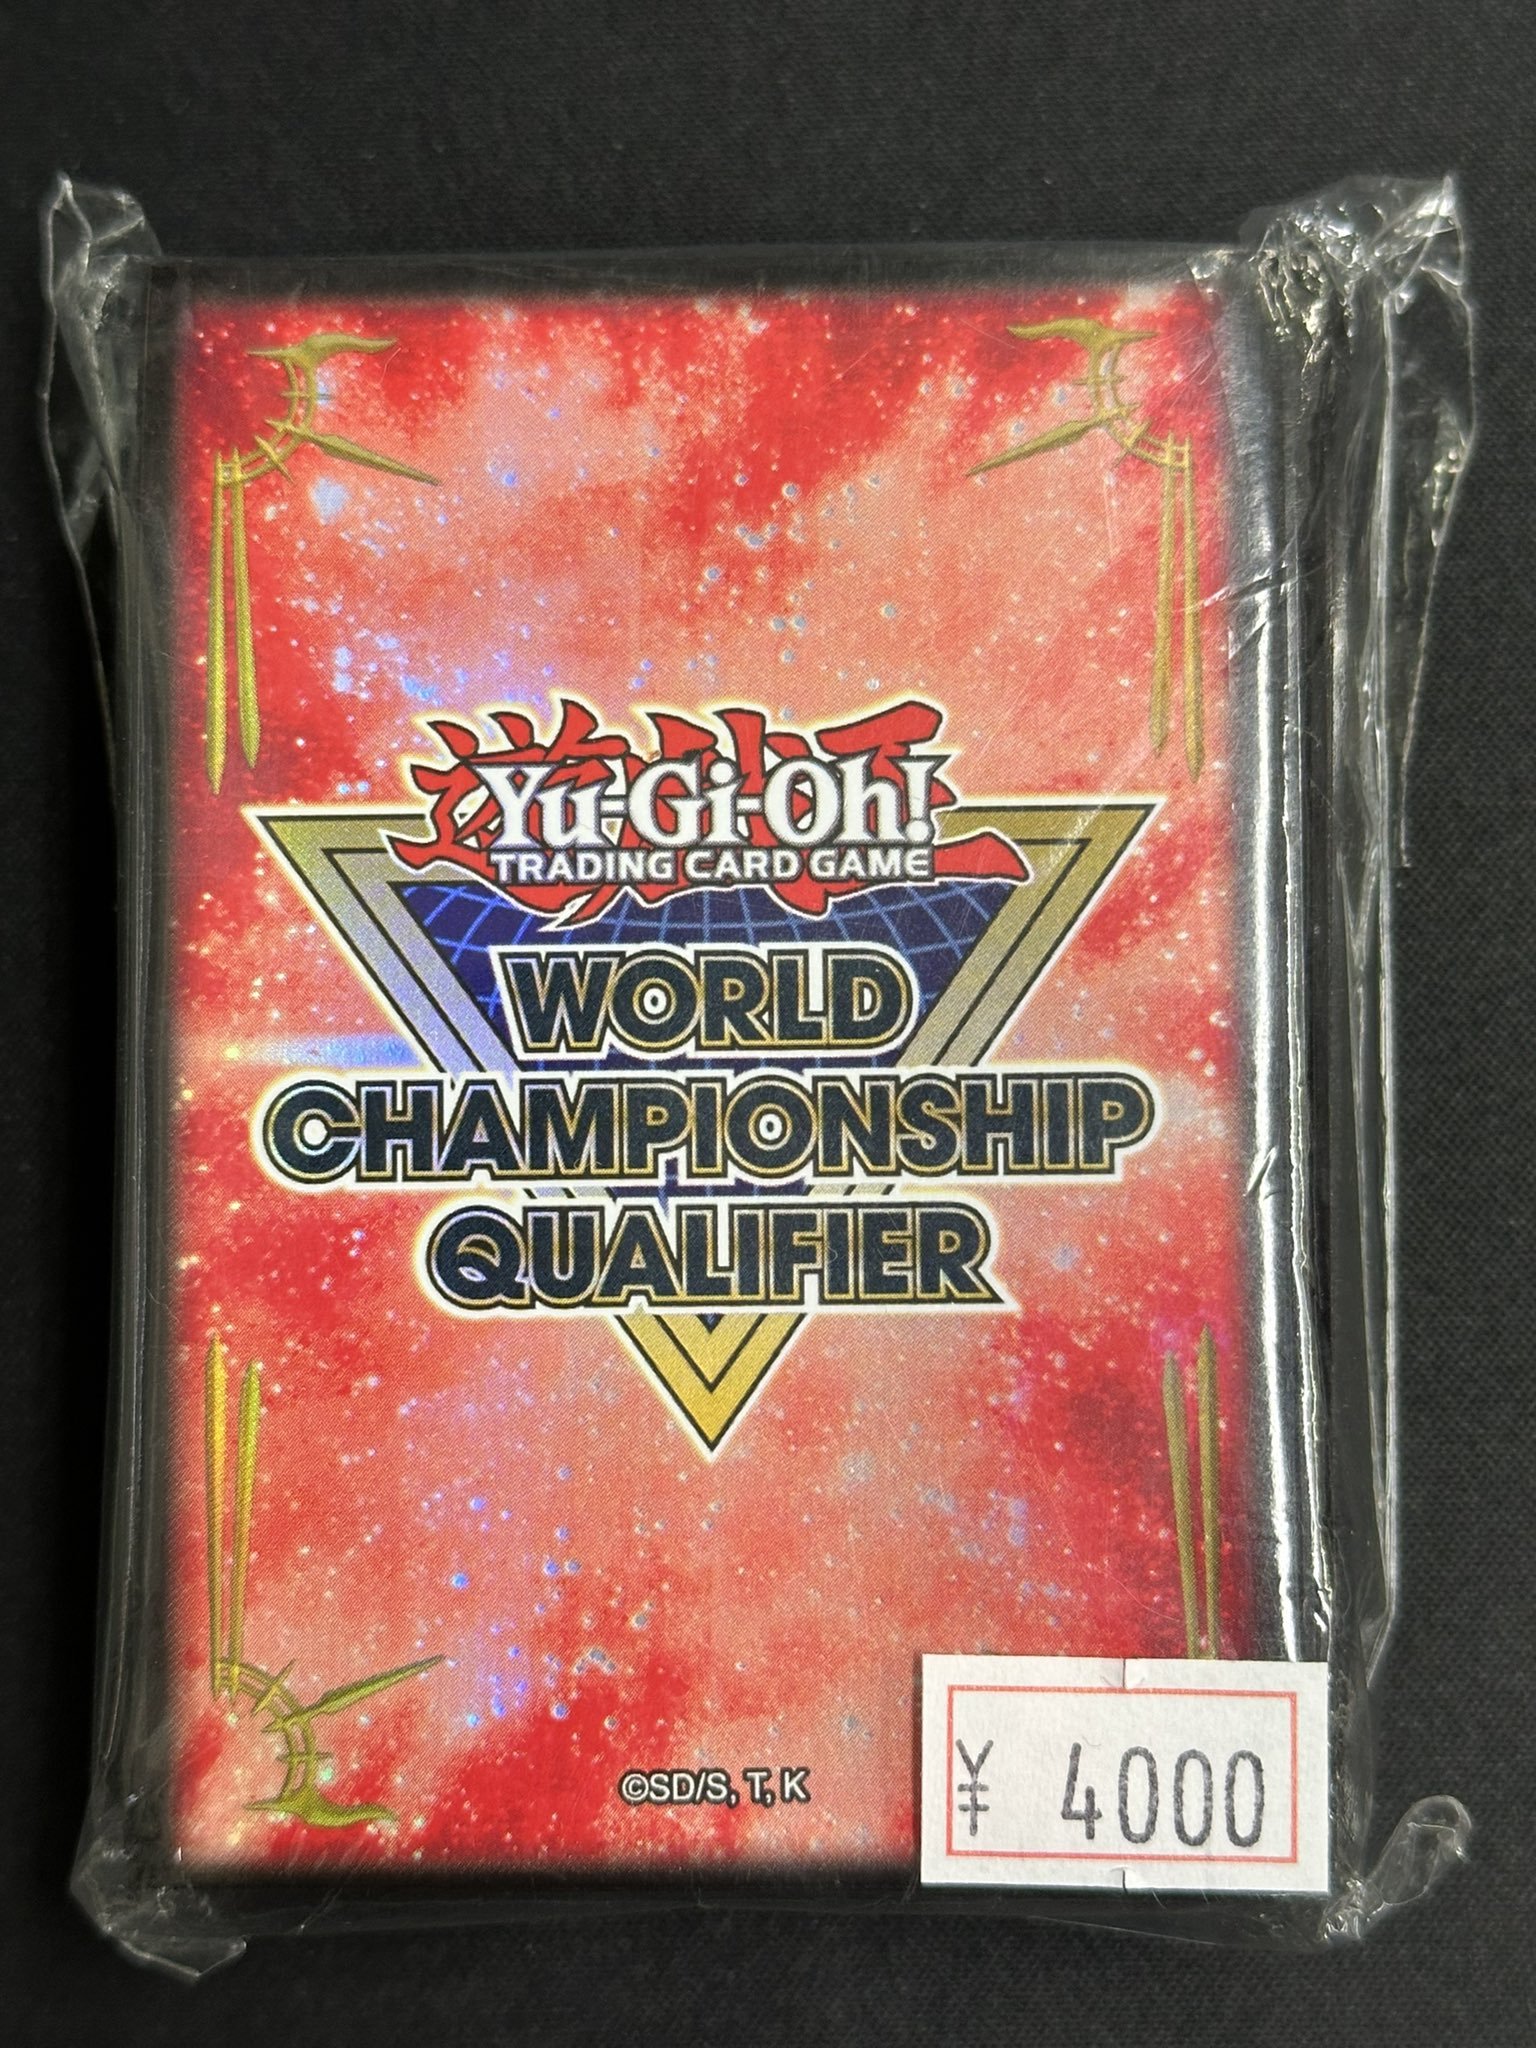 遊戯王
Yu-Gi-Oh!
TRADING CARD GAME
WORLD
CHAMPIONSHIP
QUALIFIER
©SD/S, T, K
¥ 4000